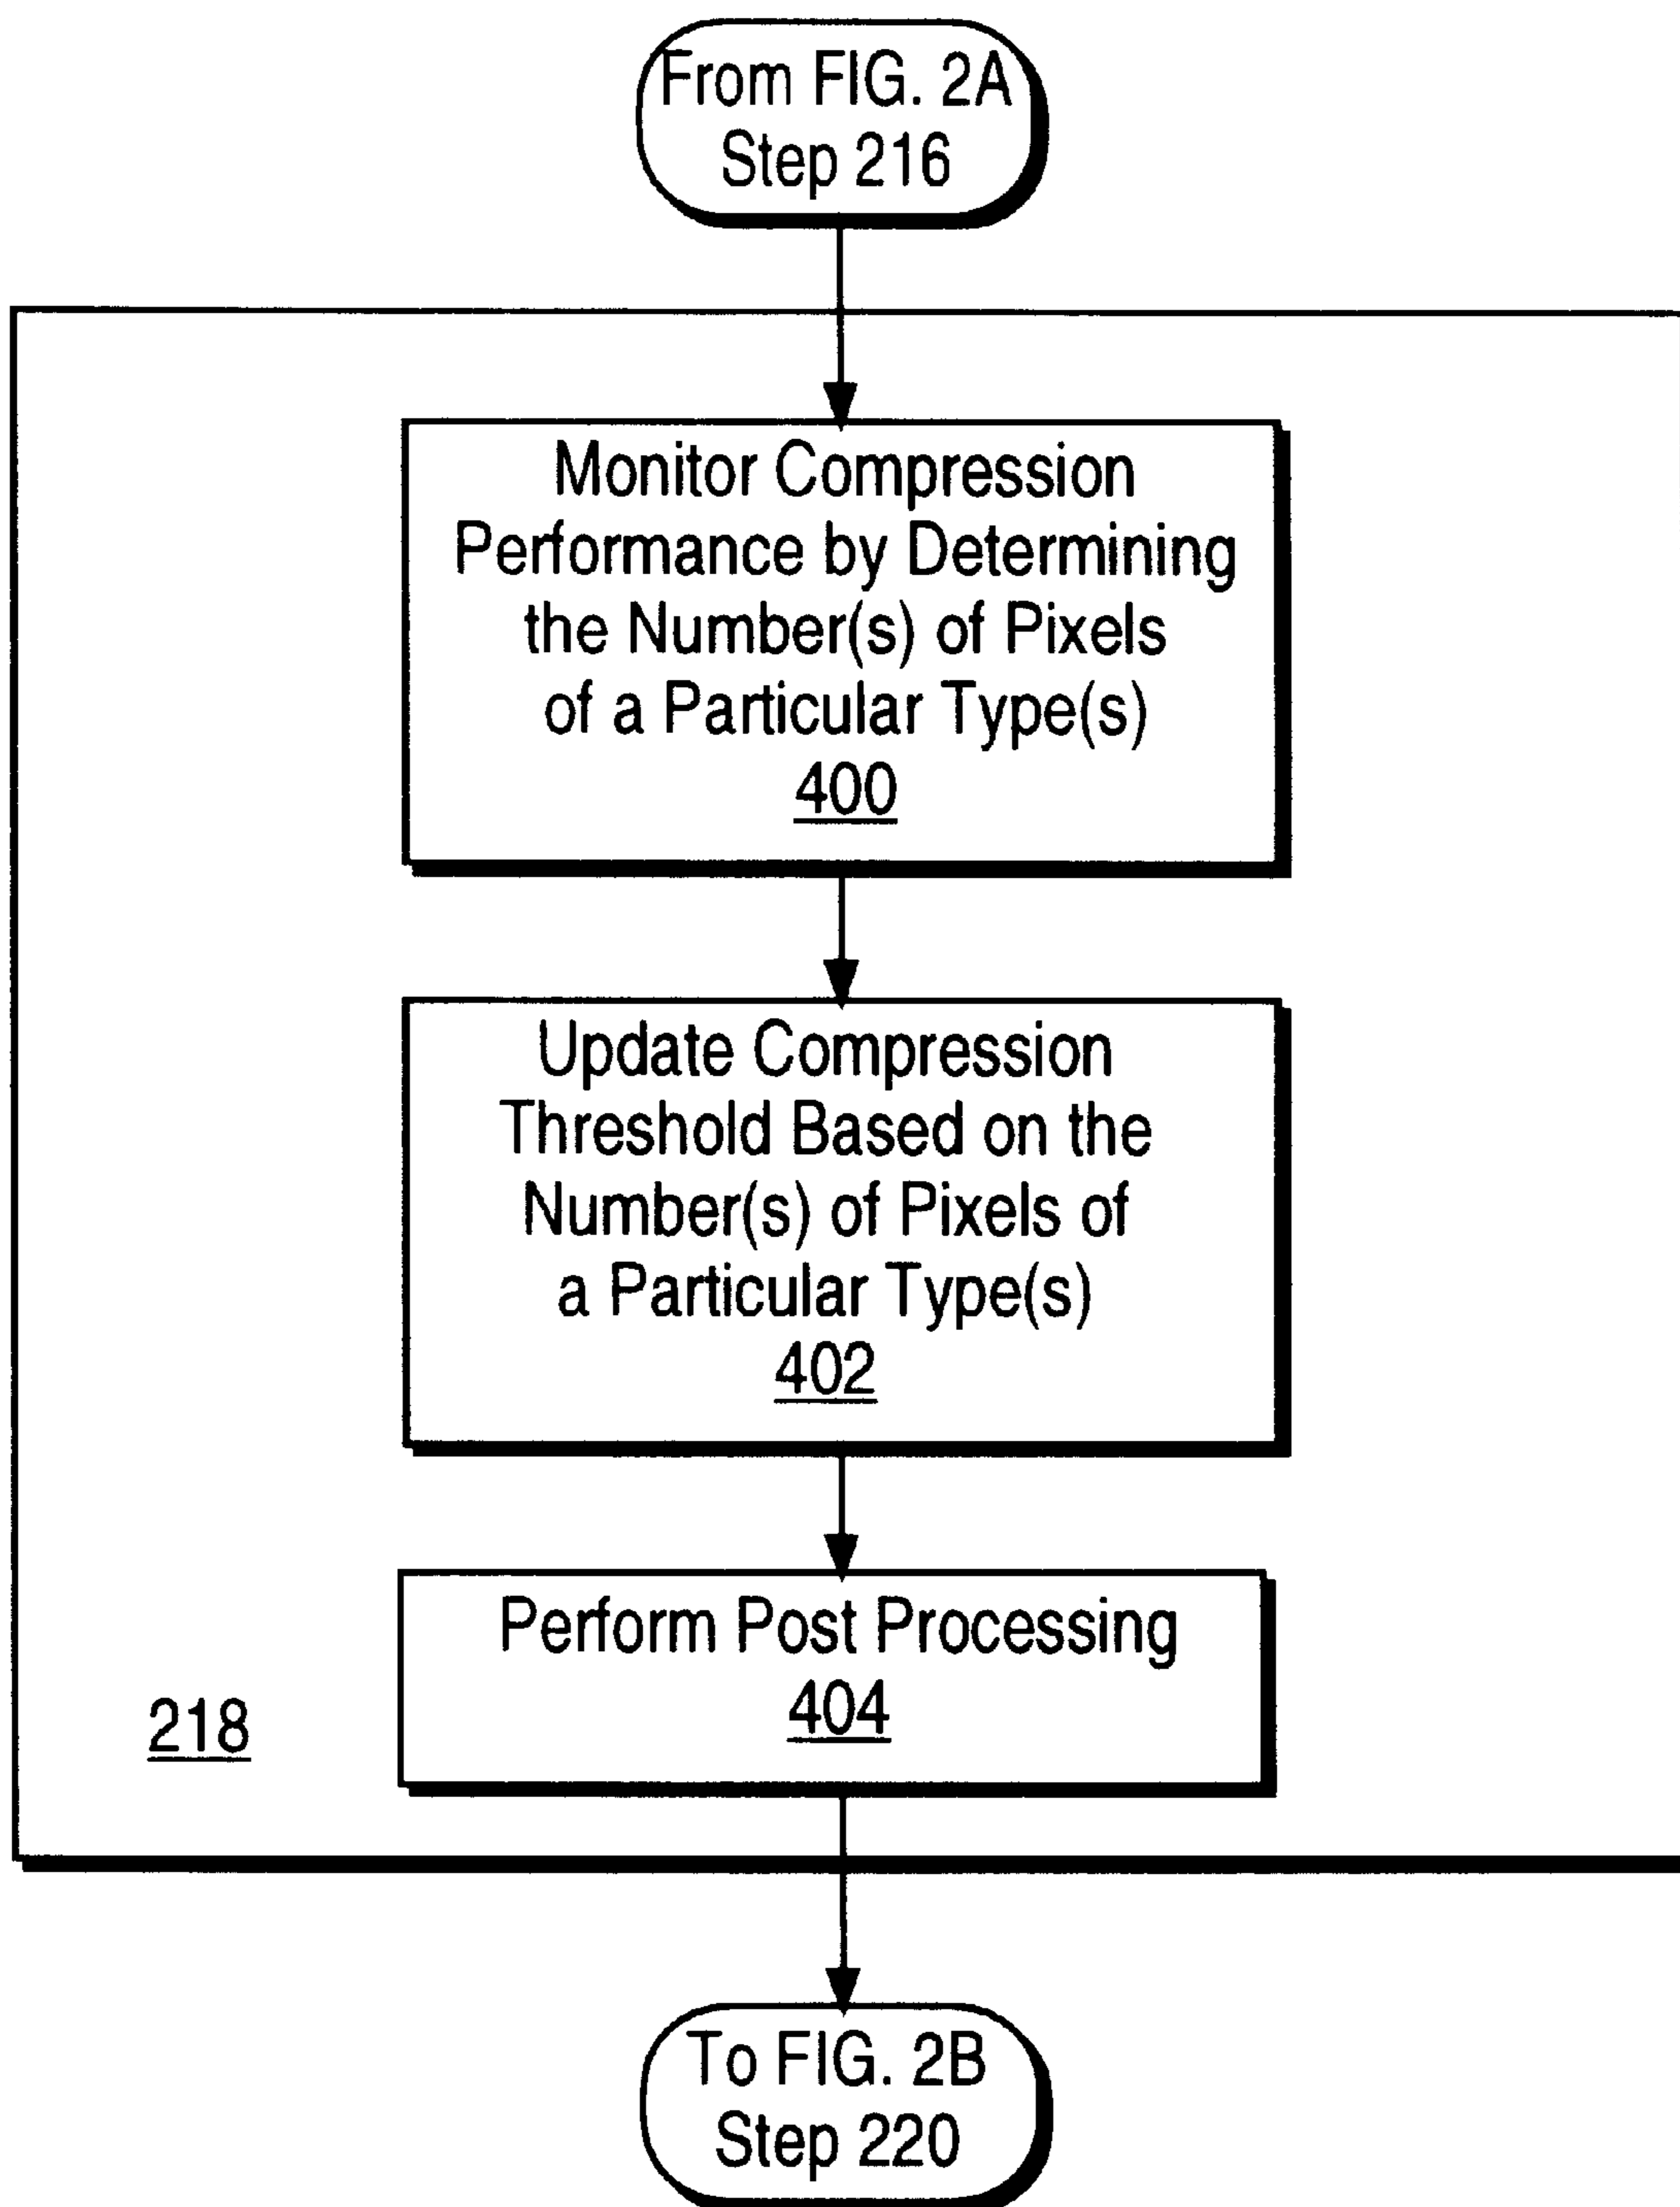 From FIG. 2A
Step 216
Monitor Compression
Performance by Determining
the Number(s) of Pixels
of a Particular Type(s)
400
Update Compression
Threshold Based on the
Number(s) of Pixels of
a Particular Type(s)
402
Perform Post Processing
404
218
To FIG. 2B
Step 220